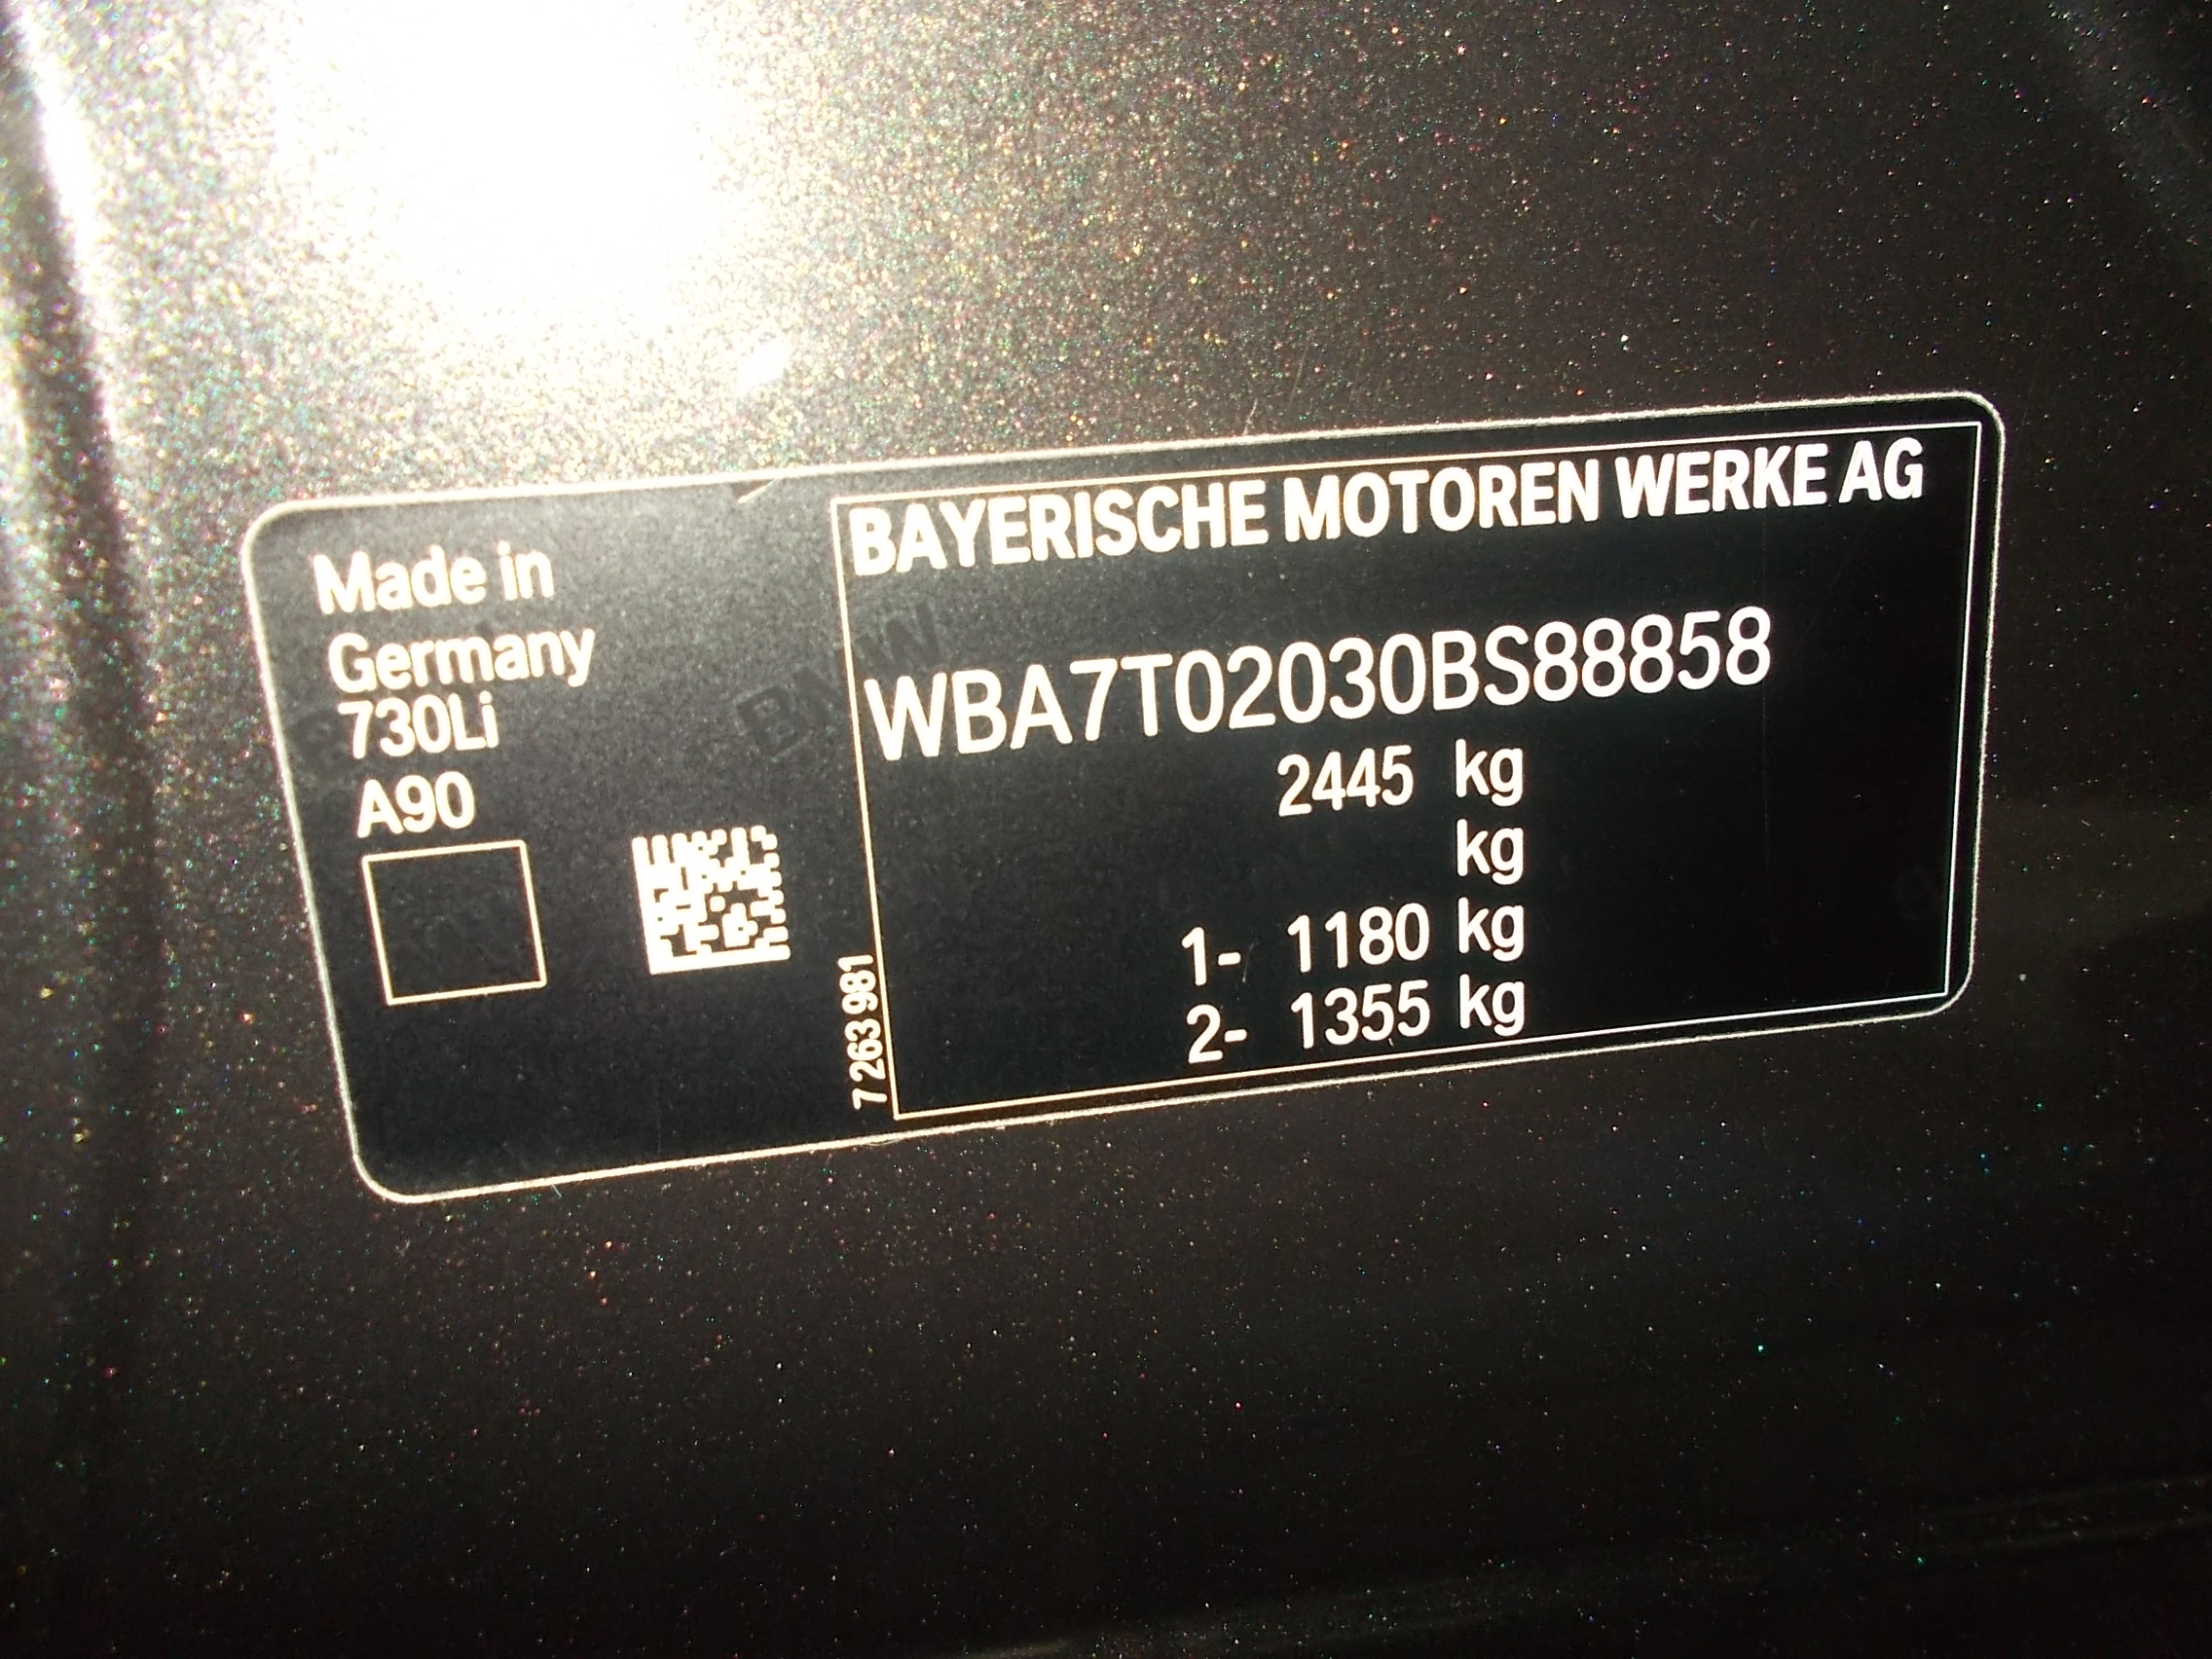 Made in
Germany
730Li
A90
7 263 981
BAYERISCHE MOTOREN WERKE AG
WBA7T02030BS88858
2445 kg
kg
1- 1180 kg
2- 1355 kg
BMW